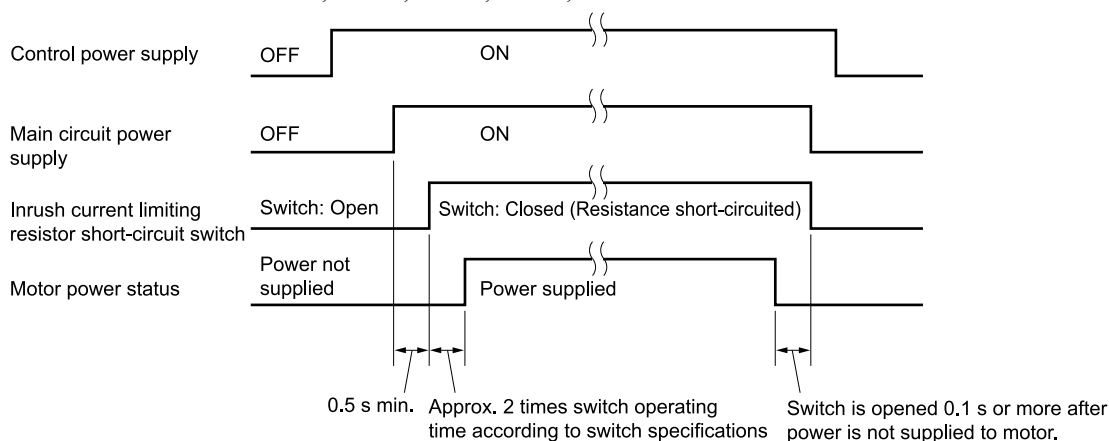 Control power supply
OFF
ON
Main circuit power
supply
OFF
ON
Inrush current limiting
resistor short-circuit switch
Switch: Open
Switch: Closed (Resistance short-circuited)
Motor power status
Power not
supplied
Power supplied
0.5 s min.
Approx. 2 times switch operating
time according to switch specifications
Switch is opened 0.1 s or more after
power is not supplied to motor.